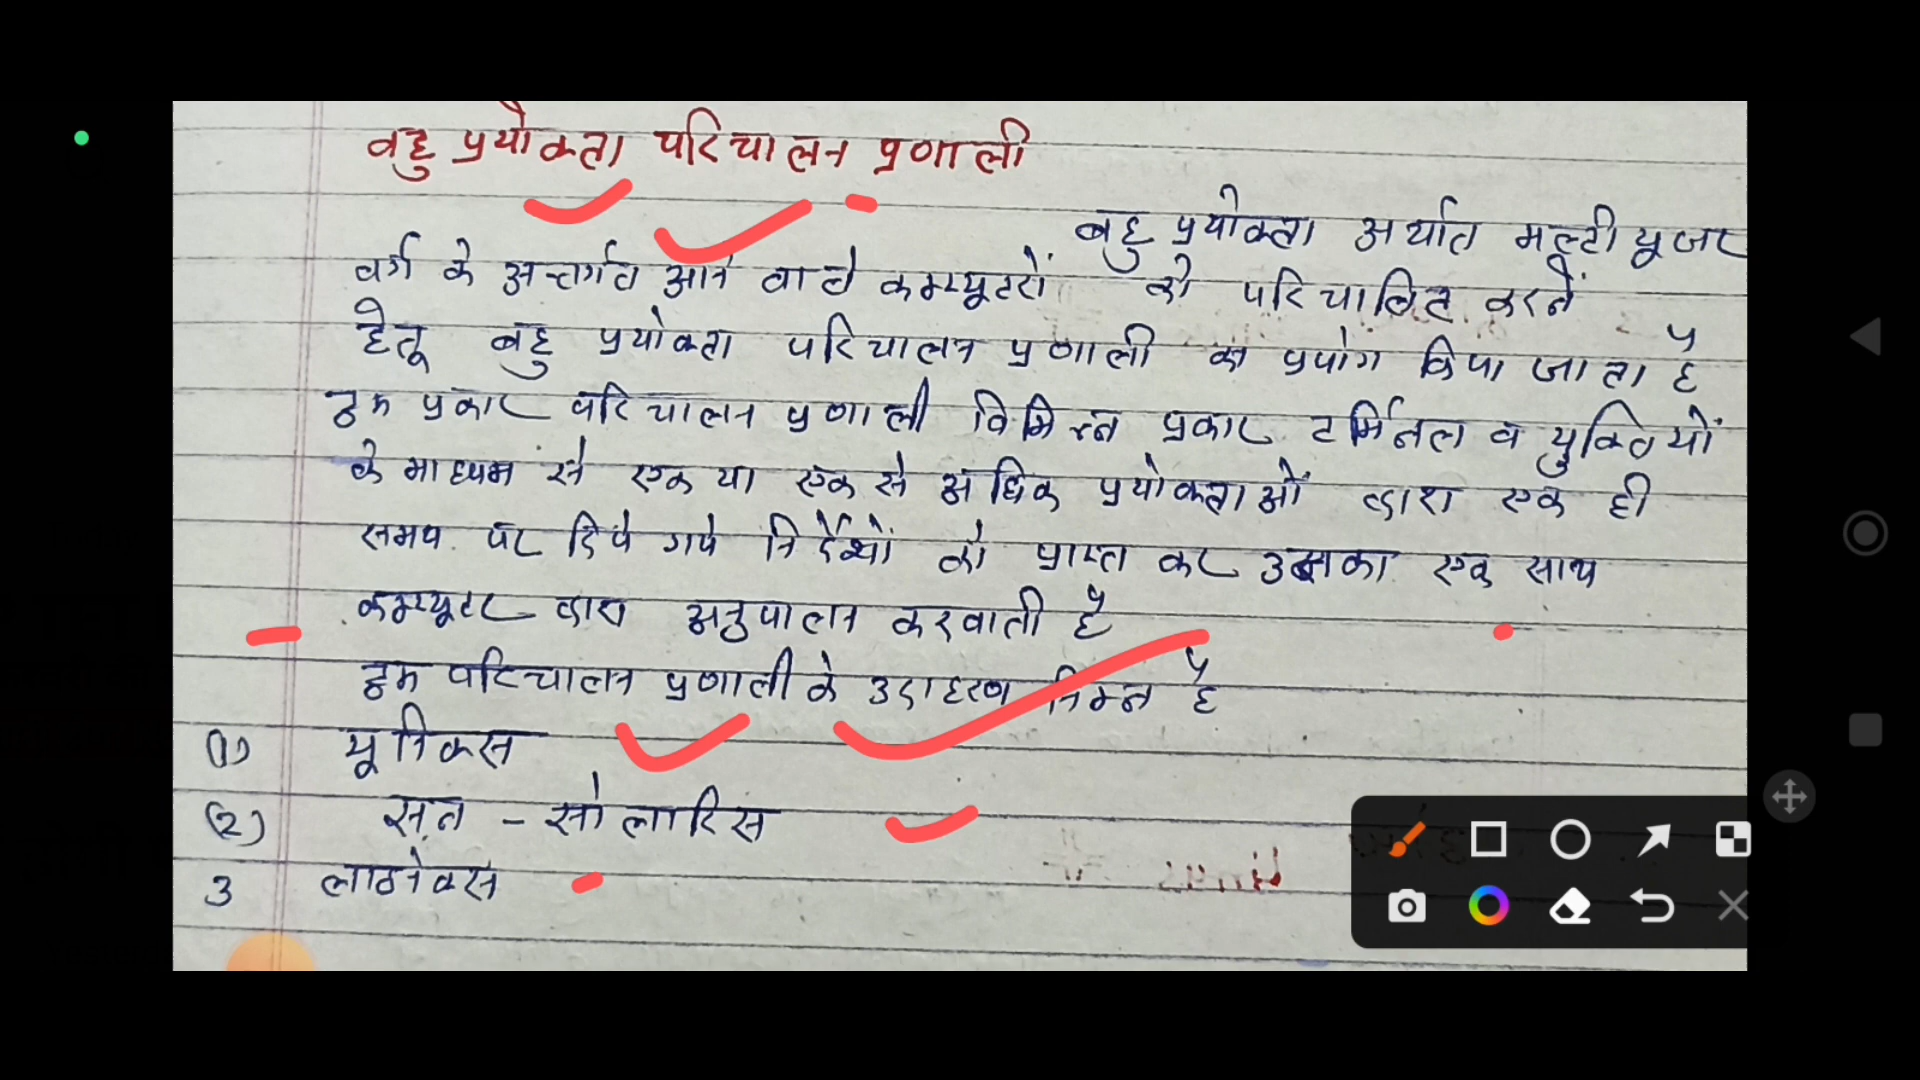 बहु प्रयोक्ता परिचालन प्रणाली
बहु प्रयोक्ता अर्थात मल्टी यूजर
वर्ग के अन्तर्गत आने वाले कम्प्यूटरों को परिचालित करनें
हेतू बहु प्रयोक्ता परिचालन प्रणाली का प्रयोग किया जाता है
इस प्रकार परिचालन प्रणाली विभिन्न प्रकार टर्मिनल व युक्तियों
के माध्यम से एक या एक से अधिक प्रयोक्ताओं द्वारा एक ही
समय पर दिये गये निर्देशों को प्राप्त कर उसका एक साथ
कम्प्यूटर द्वारा अनुपालन करवाती है
इस परिचालन प्रणाली के उदाहरण निम्न है
(1) यूनिक्स
(2) सन - सोलारिस
3 लाइनेक्स